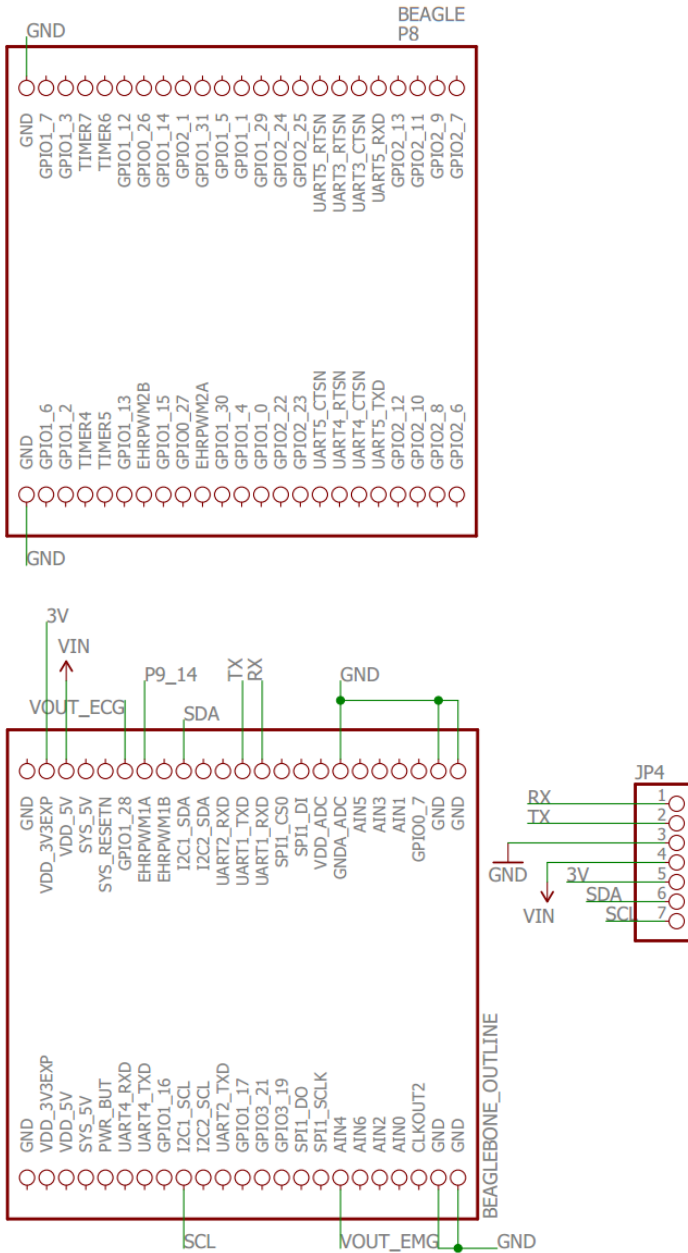 BEAGLE
P8
GND
GND
GPIO1_7
GPIO1_3
TIMER7
TIMER6
GPIO1_12
GPIO0_26
GPIO1_14
GPIO2_1
GPIO1_31
GPIO1_5
GPIO1_1
GPIO1_29
GPIO2_24
GPIO2_25
UART5_RTSN
UART3_RTSN
UART3_CTSN
UART5_RXD
GPIO2_13
GPIO2_11
GPIO2_9
GPIO2_7
GND
GPIO1_6
GPIO1_2
TIMER4
TIMER5
GPIO1_13
EHRPWM2B
GPIO1_15
GPIO0_27
EHRPWM2A
GPIO1_30
GPIO1_4
GPIO1_0
GPIO2_22
GPIO2_23
UART5_CTSN
UART4_RTSN
UART4_CTSN
UART5_TXD
GPIO2_12
GPIO2_10
GPIO2_8
GPIO2_6
GND
3V
VIN
VOUT_ECG
P9_14
SDA
TX
RX
GND
GND
VDD_3V3EXP
VDD_5V
SYS_5V
SYS_RESETN
GPIO1_28
EHRPWM1A
EHRPWM1B
I2C1_SDA
I2C2_SDA
UART2_RXD
UART1_TXD
UART1_RXD
SPI1_CS0
SPI1_DI
VDD_ADC
GNDA_ADC
AIN5
AIN3
AIN1
GPIO0_7
GND
GND
GND
VDD_3V3EXP
VDD_5V
SYS_5V
PWR_BUT
UART4_RXD
UART4_TXD
GPIO1_16
I2C1_SCL
I2C2_SCL
UART2_TXD
GPIO1_17
GPIO3_21
GPIO3_19
SPI1_DO
SPI1_SCLK
AIN4
AIN6
AIN2
AIN0
CLKOUT2
GND
GND
BEAGLEBONE_OUTLINE
SCL
VOUT_EMG
GND
JP4
RX 1
TX 2
GND 3
VIN 4
3V 5
SDA 6
SCL 7